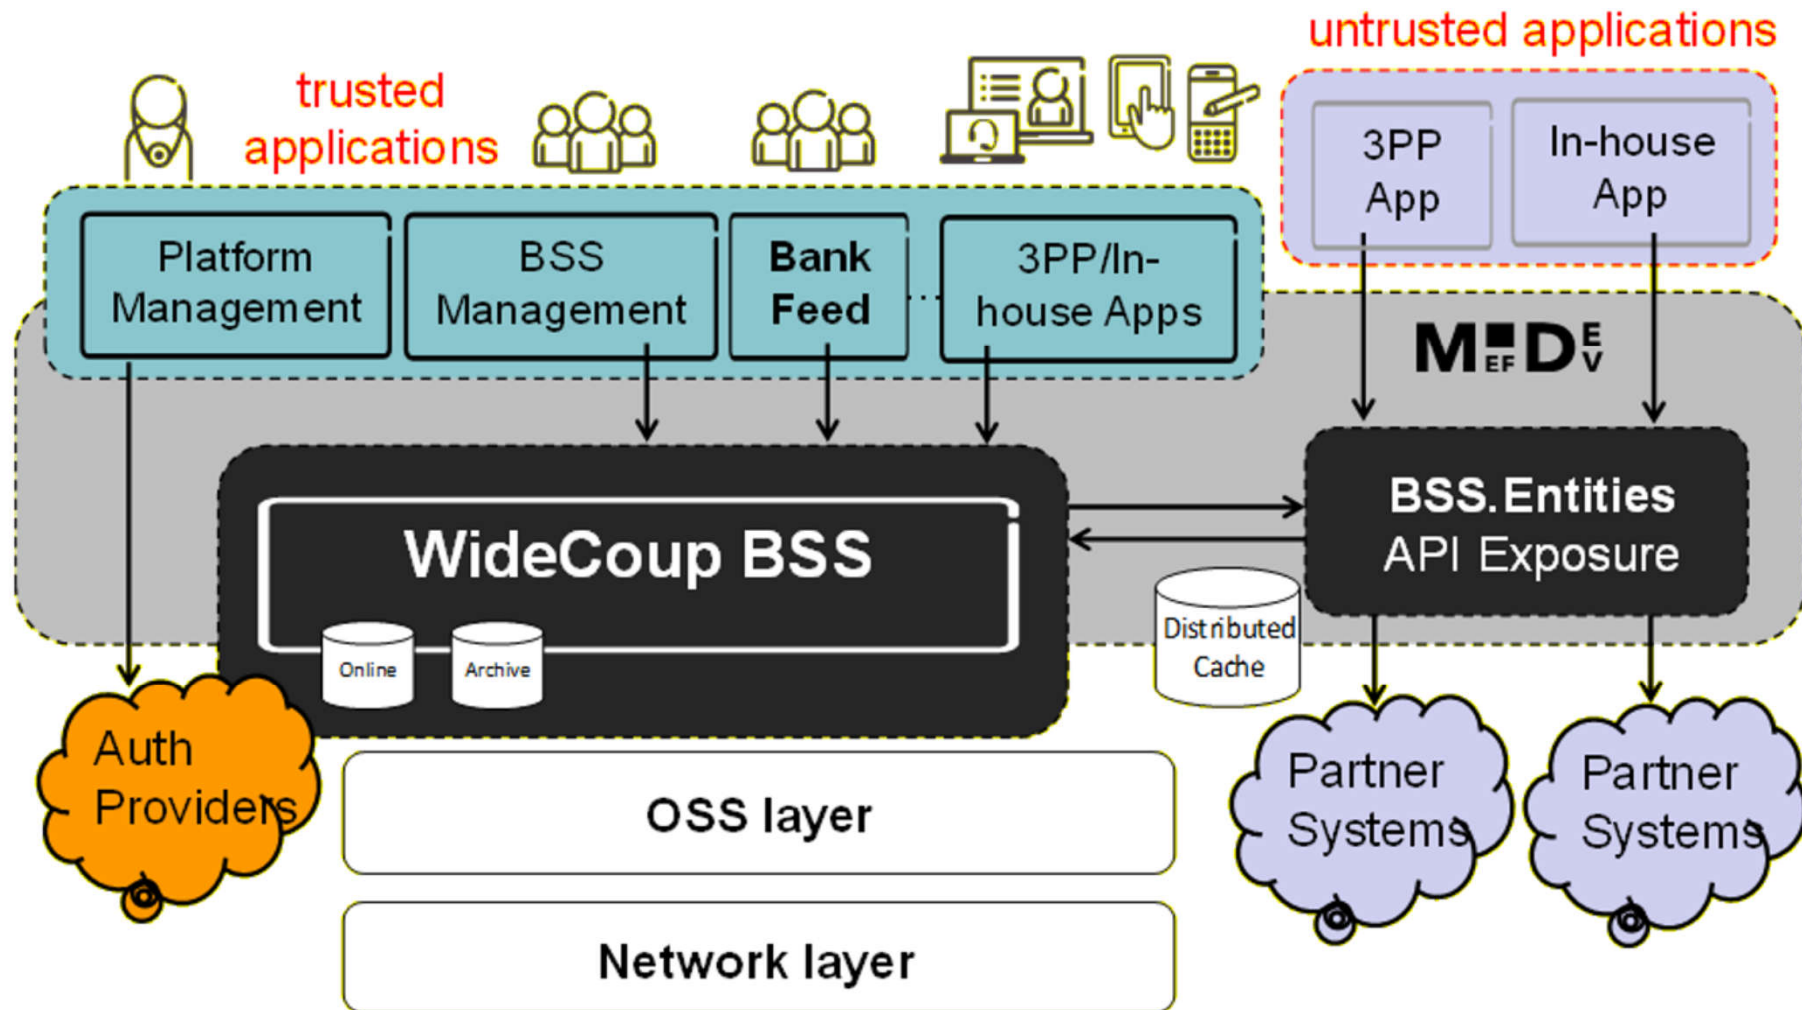 untrusted applications
trusted
applications
3PP
App
In-house
App
Platform
Management
BSS
Management
Bank
Feed
...
3PP/In-
house Apps
MEFDEV
BSS.Entities
API Exposure
WideCoup BSS
Online
Archive
Distributed
Cache
Auth
Providers
Partner
Systems
Partner
Systems
OSS layer
Network layer